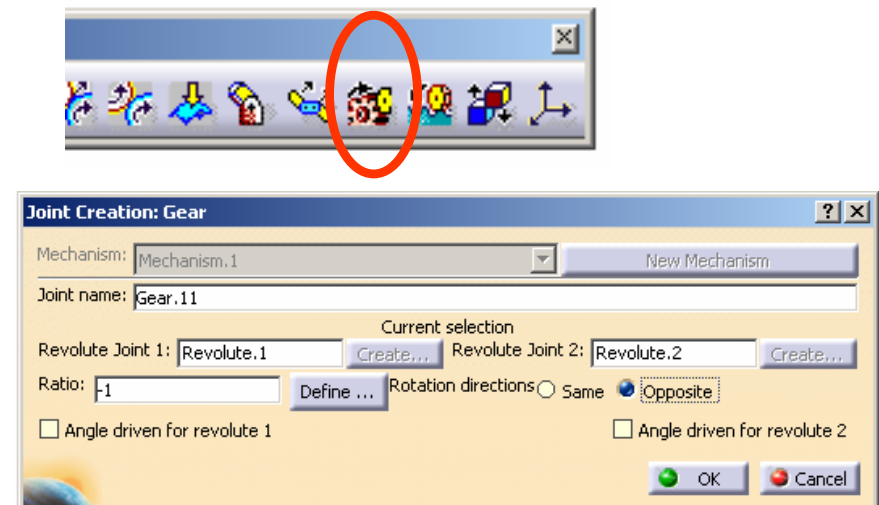 Joint Creation: Gear
Mechanism: Mechanism.1 New Mechanism
Joint name: Gear.11
Current selection
Revolute Joint 1: Revolute.1 Create... Revolute Joint 2: Revolute.2 Create...
Ratio: -1 Define ... Rotation directions Same Opposite
Angle driven for revolute 1 Angle driven for revolute 2
OK Cancel